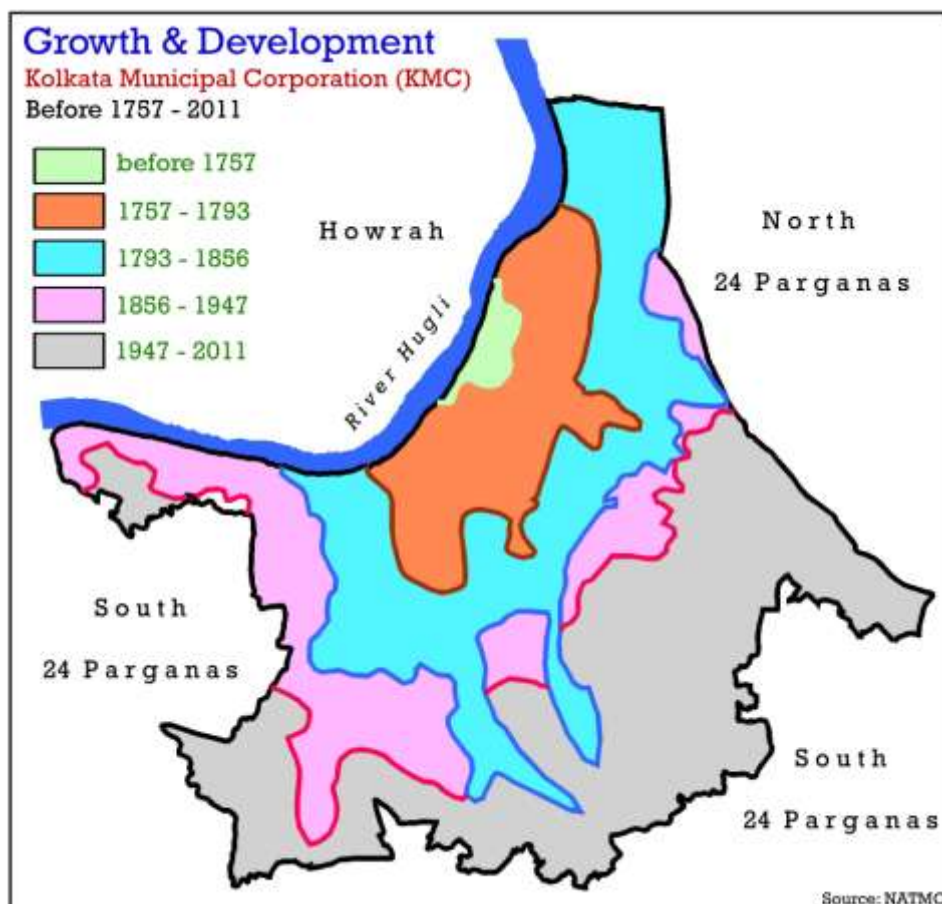 Growth & Development
Kolkata Municipal Corporation (KMC)
Before 1757 - 2011
before 1757
1757 - 1793
1793 - 1856
1856 - 1947
1947 - 2011
Howrah
North
24 Parganas
River Hugli
South
24 Parganas
South
24 Parganas
Source: NATMO